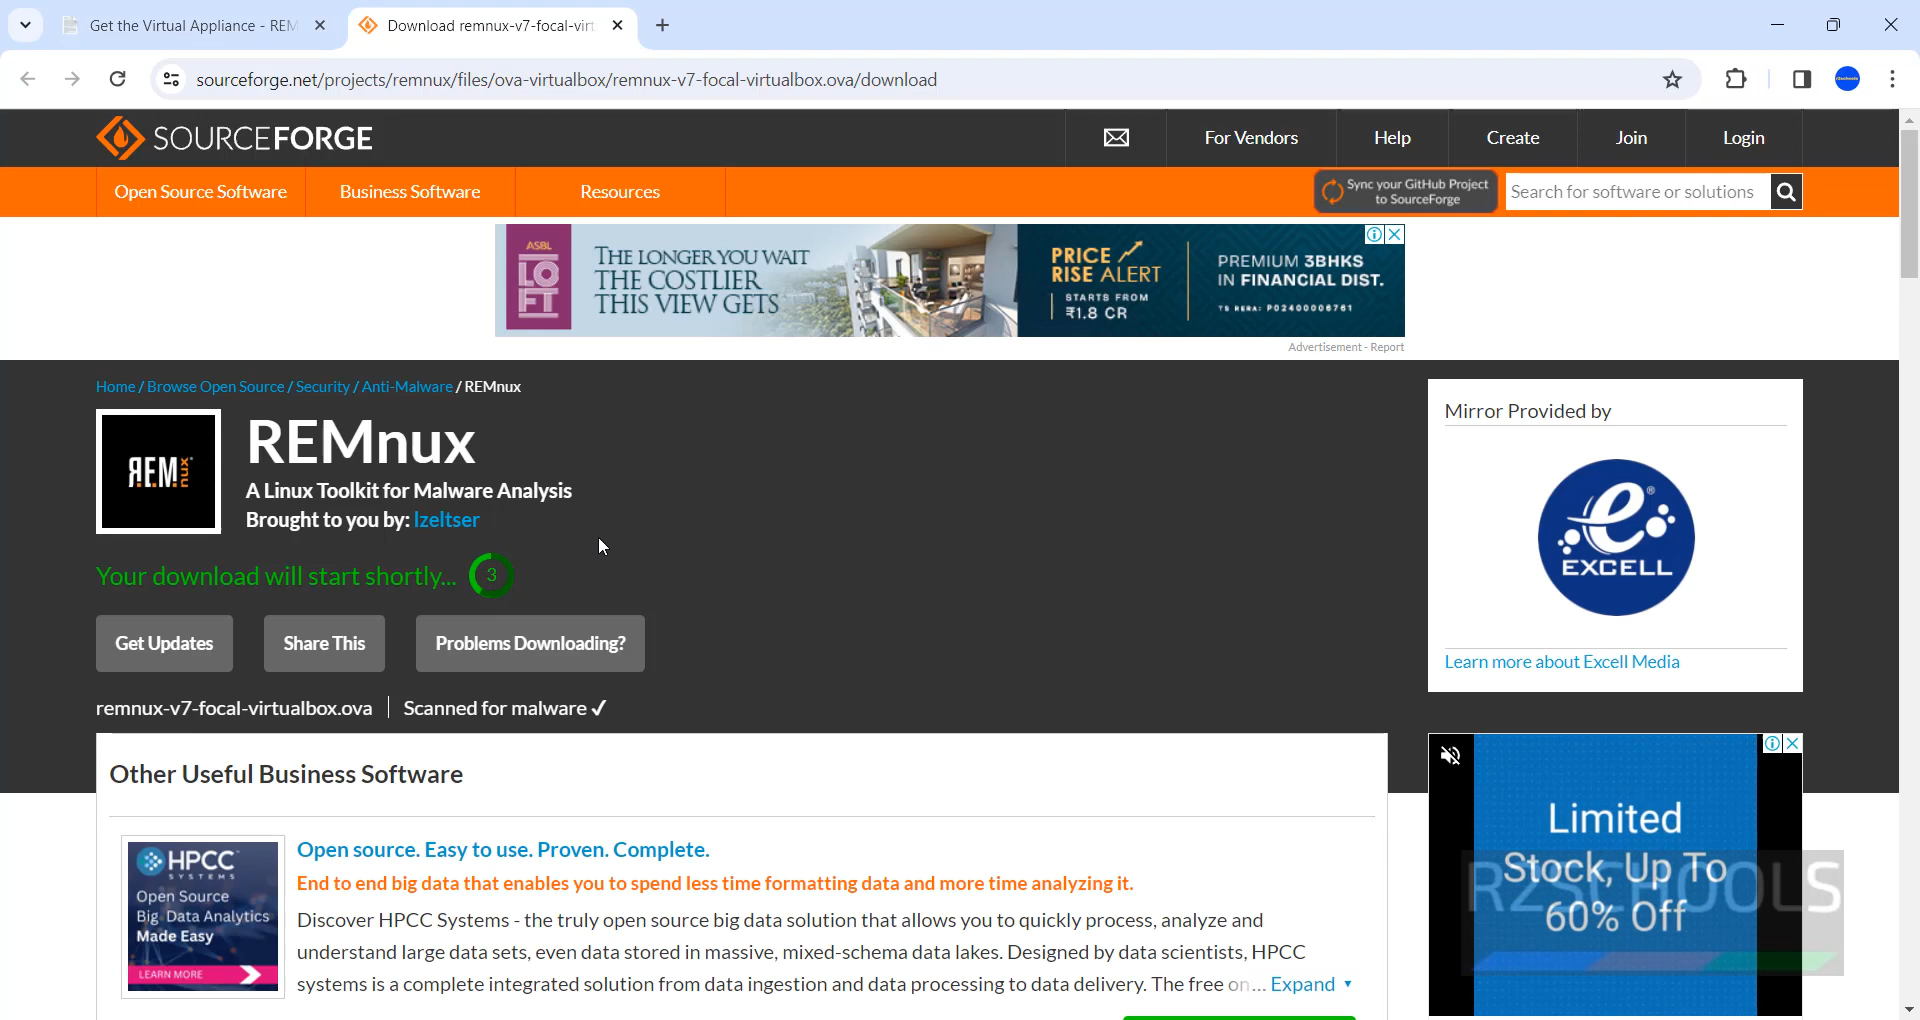 Get the Virtual Appliance - REM
Download remnux-v7-focal-virt
sourceforge.net/projects/remnux/files/ova-virtualbox/remnux-v7-focal-virtualbox.ova/download
SOURCEFORGE
For Vendors
Help
Create
Join
Login
Open Source Software
Business Software
Resources
Sync your GitHub Project
to SourceForge
Search for software or solutions
ASBL
LO
FT
THE LONGER YOU WAIT
THE COSTLIER
THIS VIEW GETS
PRICE
RISE ALERT
STARTS FROM
₹1.8 CR
PREMIUM 3BHKS
IN FINANCIAL DIST.
TS RERA: P02400006761
Advertisement - Report
Home / Browse Open Source / Security / Anti-Malware / REMnux
REMnux
REMnux
A Linux Toolkit for Malware Analysis
Brought to you by: lzeltser
Your download will start shortly... 3
Get Updates
Share This
Problems Downloading?
remnux-v7-focal-virtualbox.ova
Scanned for malware ✓
Mirror Provided by
e®
EXCELL
Learn more about Excell Media
Other Useful Business Software
HPCC
SYSTEMS
Open Source
Big Data Analytics
Made Easy
LEARN MORE
Open source. Easy to use. Proven. Complete.
End to end big data that enables you to spend less time formatting data and more time analyzing it.
Discover HPCC Systems - the truly open source big data solution that allows you to quickly process, analyze and
understand large data sets, even data stored in massive, mixed-schema data lakes. Designed by data scientists, HPCC
systems is a complete integrated solution from data ingestion and data processing to data delivery. The free on... Expand
Limited
Stock, Up To
60% Off
RZSCHOOLS